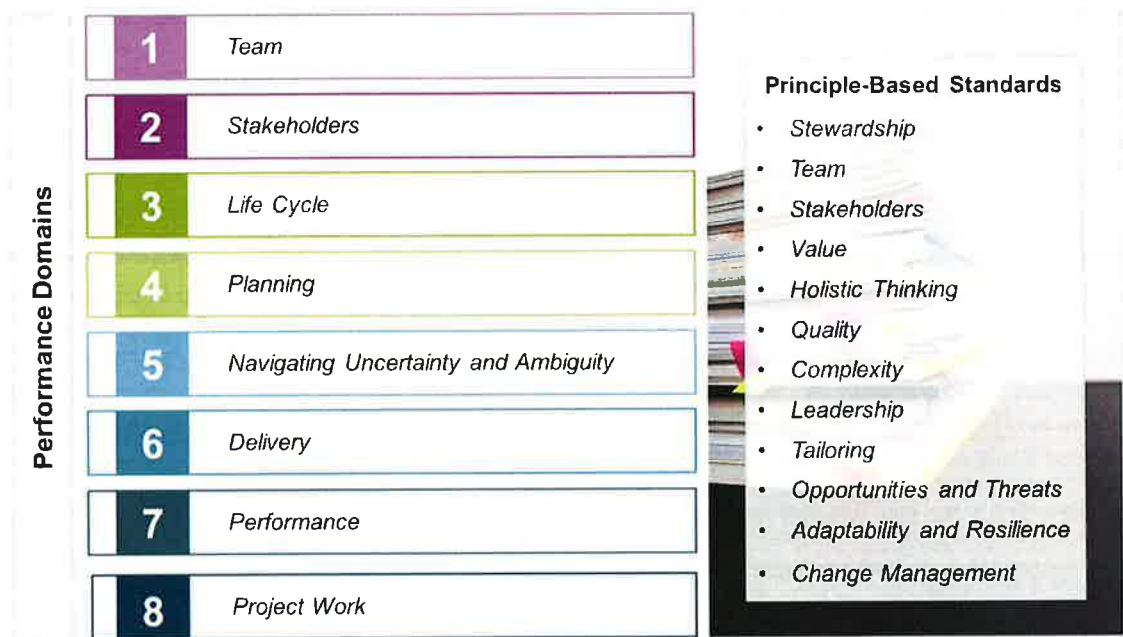 Performance Domains
1
Team
2
Stakeholders
3
Life Cycle
4
Planning
5
Navigating Uncertainty and Ambiguity
6
Delivery
7
Performance
8
Project Work
Principle-Based Standards
• Stewardship
• Team
• Stakeholders
• Value
• Holistic Thinking
• Quality
• Complexity
• Leadership
• Tailoring
• Opportunities and Threats
• Adaptability and Resilience
• Change Management